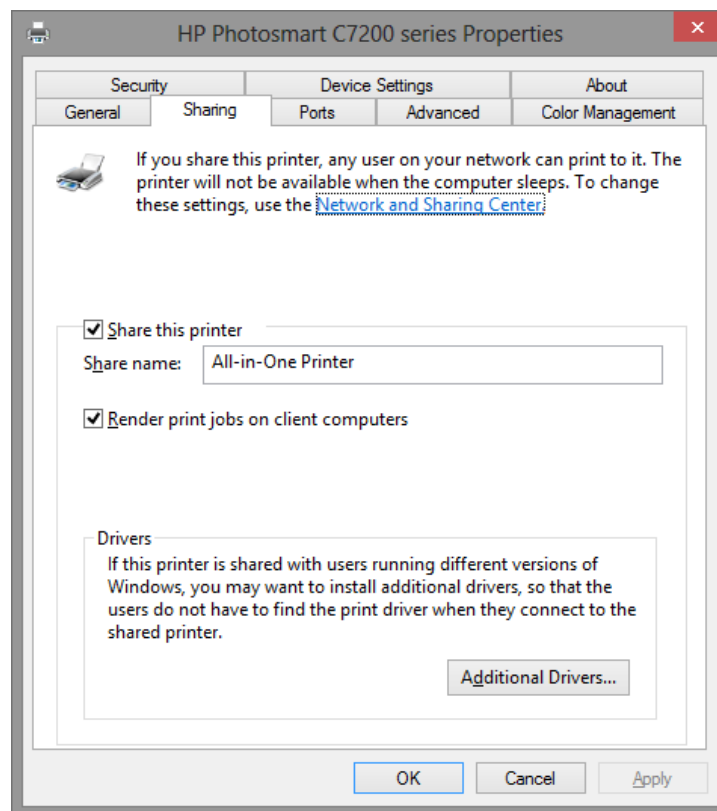 HP Photosmart C7200 series Properties
Security
Device Settings
About
General
Sharing
Ports
Advanced
Color Management
If you share this printer, any user on your network can print to it. The
printer will not be available when the computer sleeps. To change
these settings, use the Network and Sharing Center.
Share this printer
Share name: All-in-One Printer
Render print jobs on client computers
Drivers
If this printer is shared with users running different versions of
Windows, you may want to install additional drivers, so that the
users do not have to find the print driver when they connect to the
shared printer.
Additional Drivers...
OK
Cancel
Apply